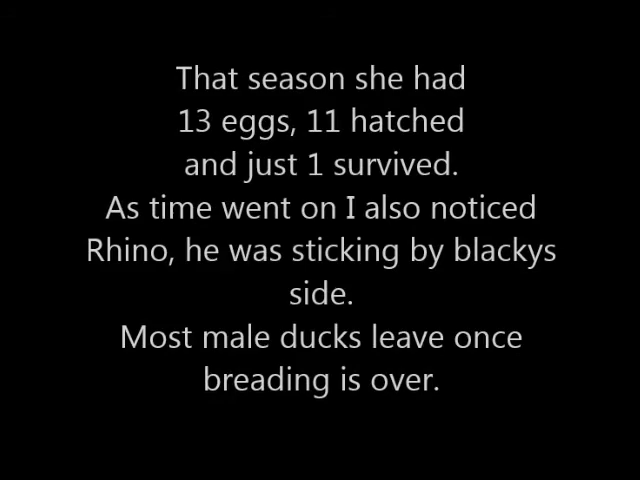 That season she had
13 eggs, 11 hatched
and just 1 survived.
As time went on I also noticed
Rhino, he was sticking by blackys
side.
Most male ducks leave once
breading is over.